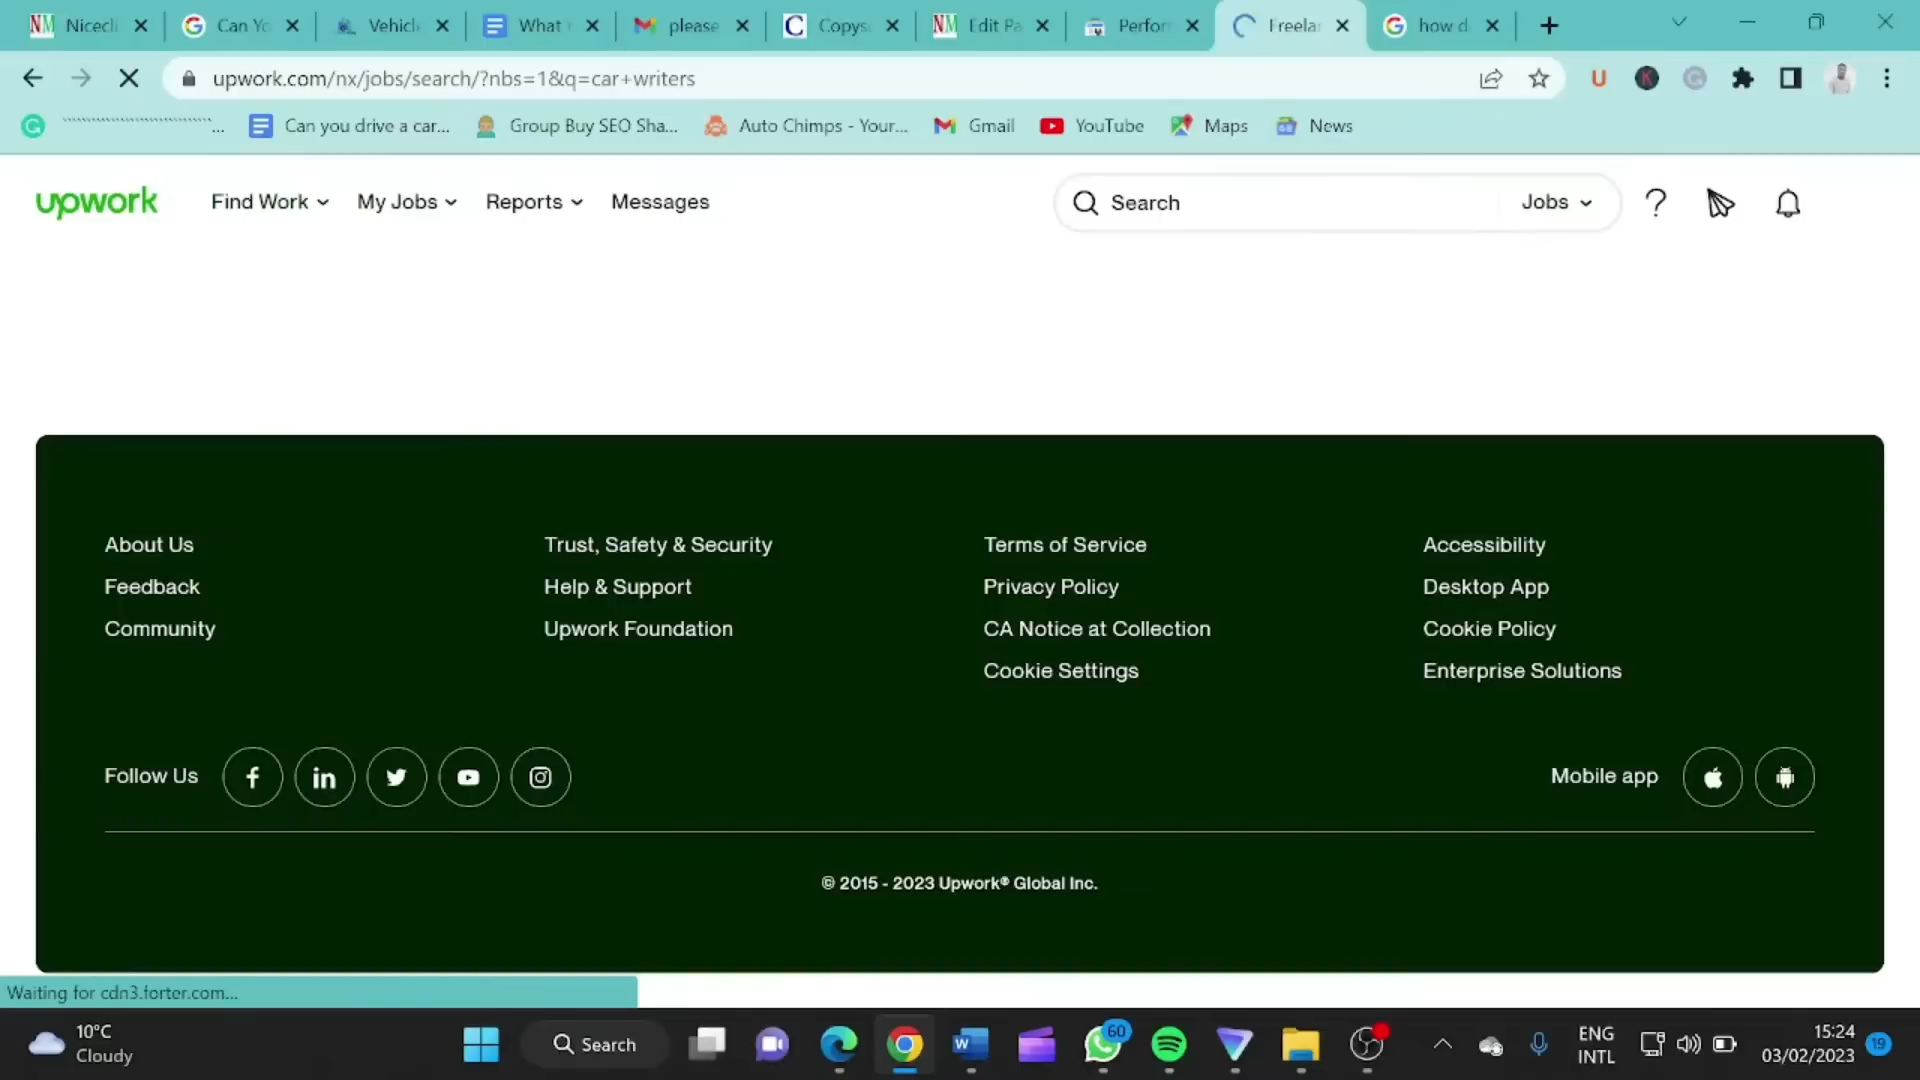 Nicecl
Can Yo
Vehicl
What
please
Copys
Edit Pa
Perfor
Freelar
how d
upwork.com/nx/jobs/search/?nbs=1&q=car+writers
Can you drive a car...
Group Buy SEO Sha...
Auto Chimps - Your...
Gmail
YouTube
Maps
News
upwork
Find Work
My Jobs
Reports
Messages
Search
Jobs
About Us
Trust, Safety & Security
Terms of Service
Accessibility
Feedback
Help & Support
Privacy Policy
Desktop App
Community
Upwork Foundation
CA Notice at Collection
Cookie Policy
Cookie Settings
Enterprise Solutions
Follow Us
Mobile app
© 2015 - 2023 Upwork® Global Inc.
Waiting for cdn3.forter.com...
10°C
Cloudy
Search
60
ENG
INTL
15:24
03/02/2023
19